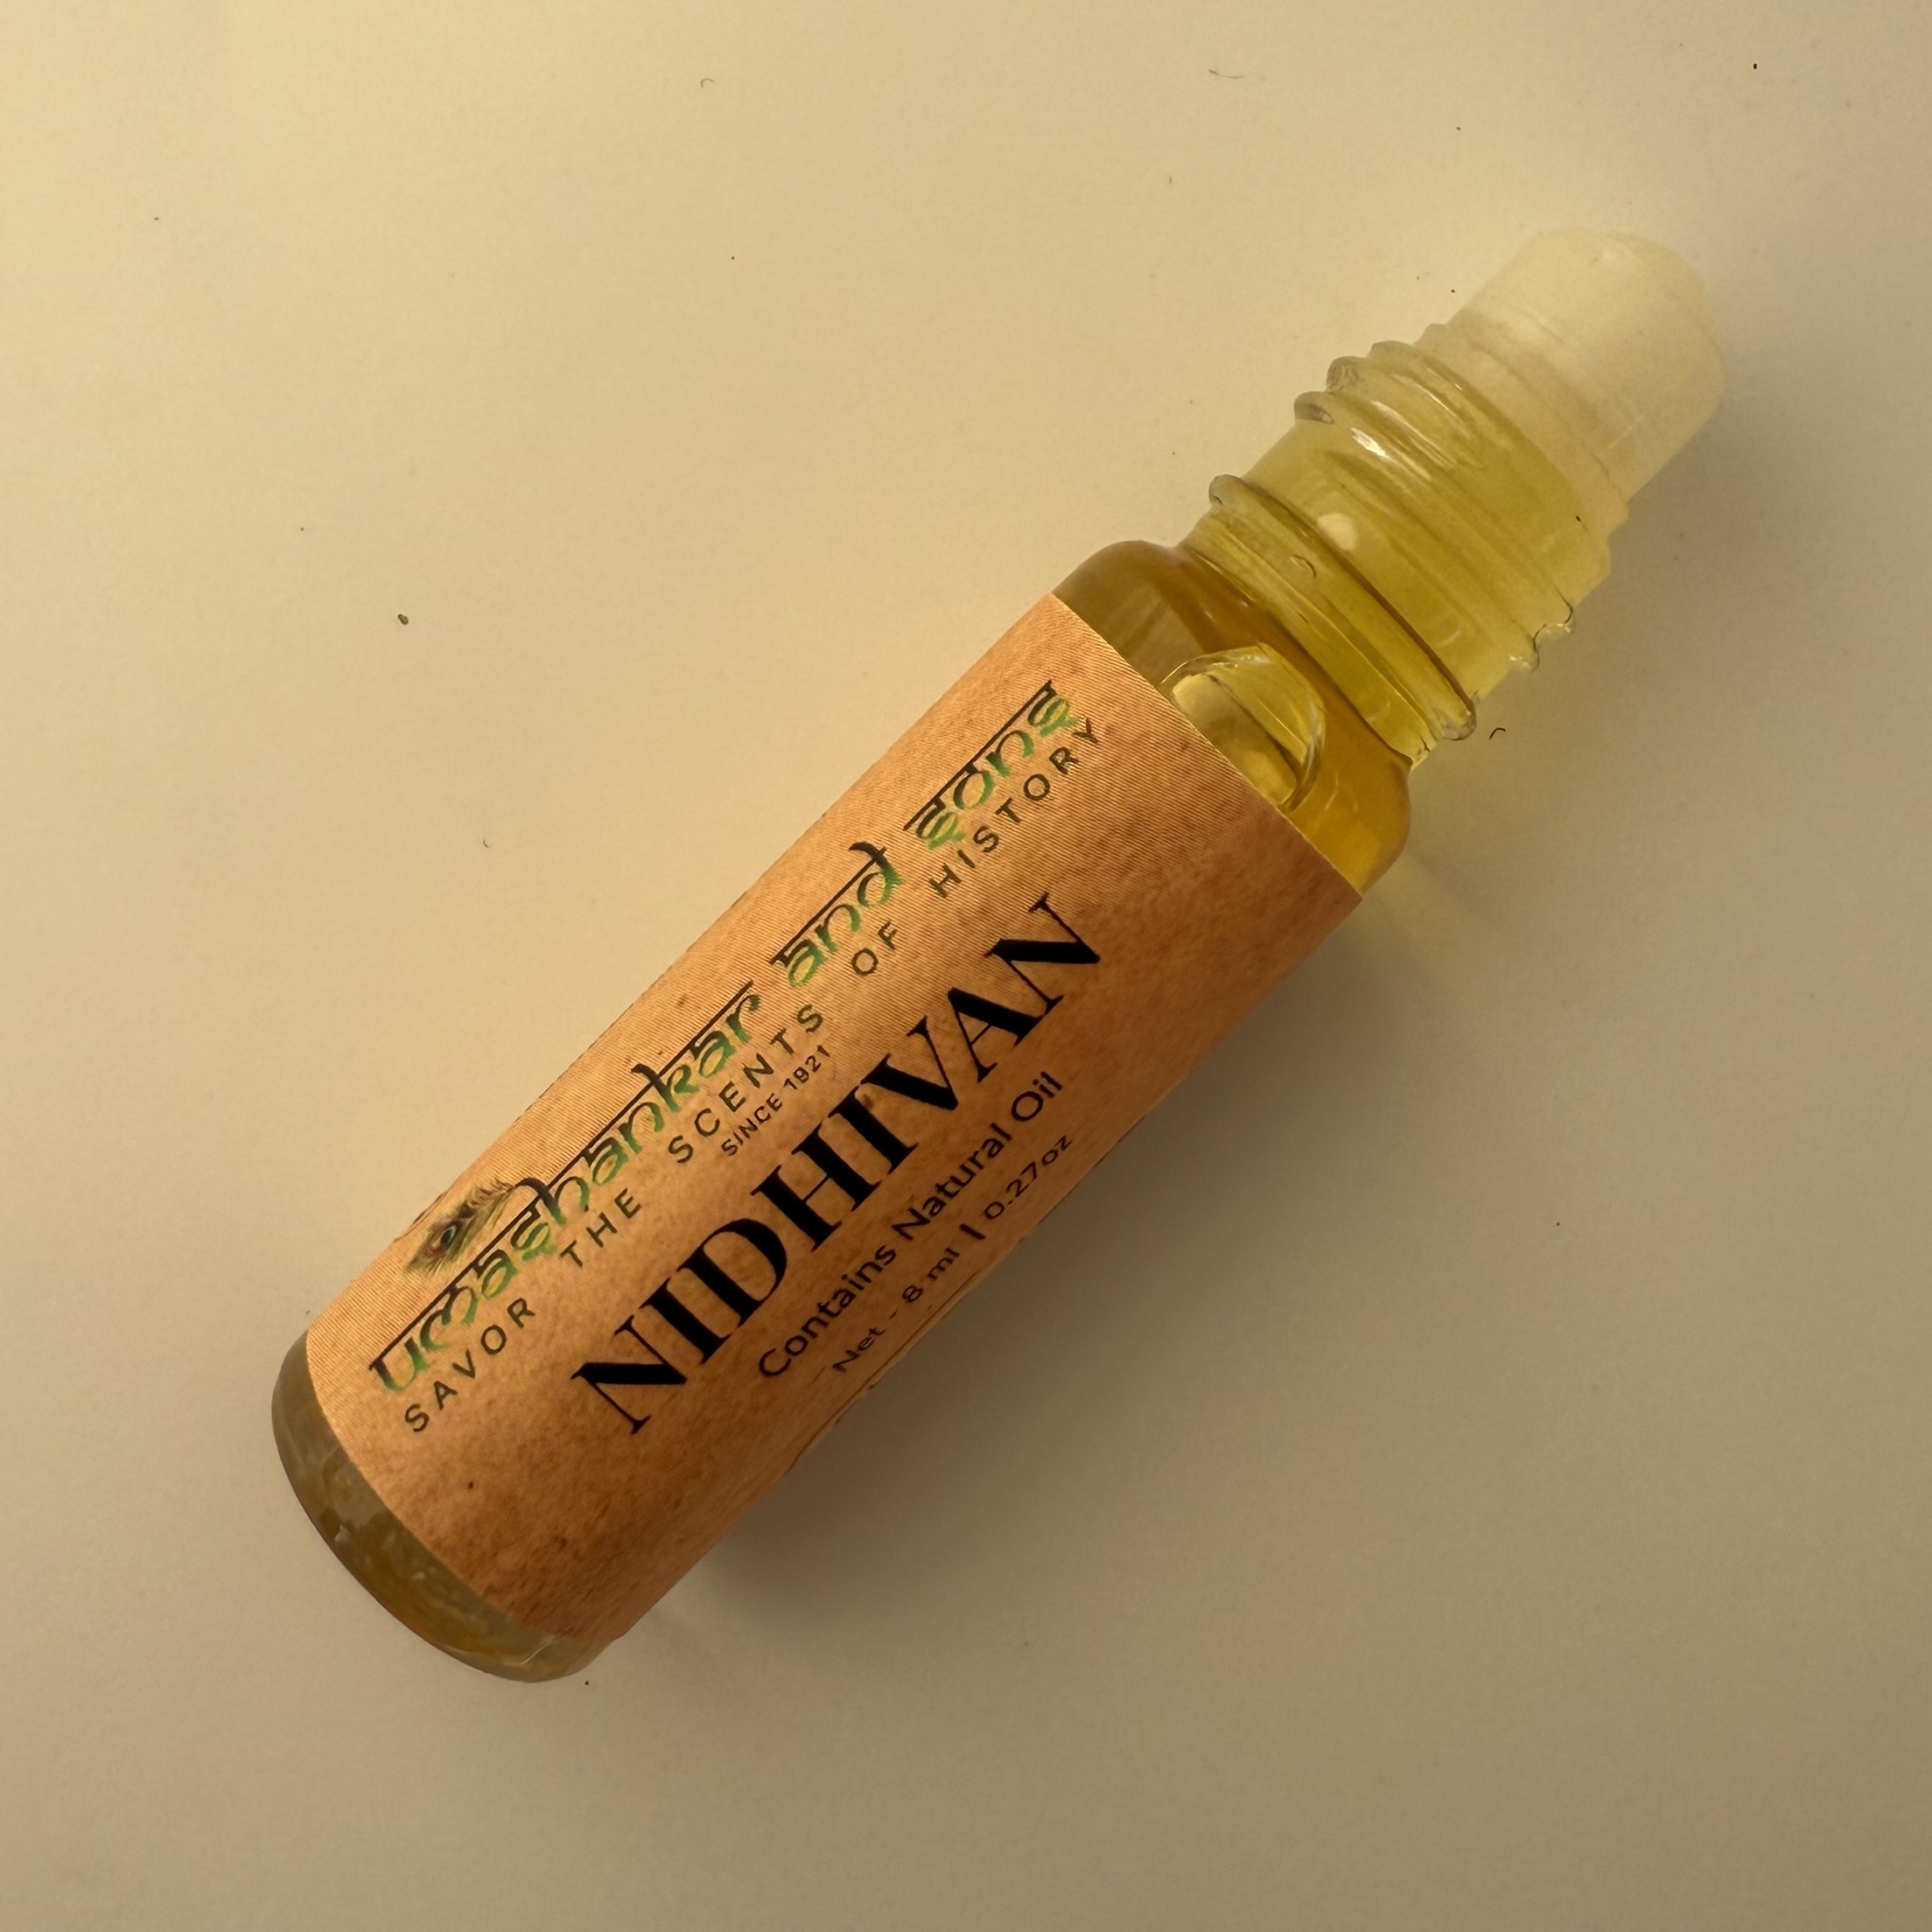 umashankar and sons
SAVOR THE SCENTS OF HISTORY
SINCE 1921
NIDHIVAN
Contains Natural Oil
Net - 8 ml | 0.27oz